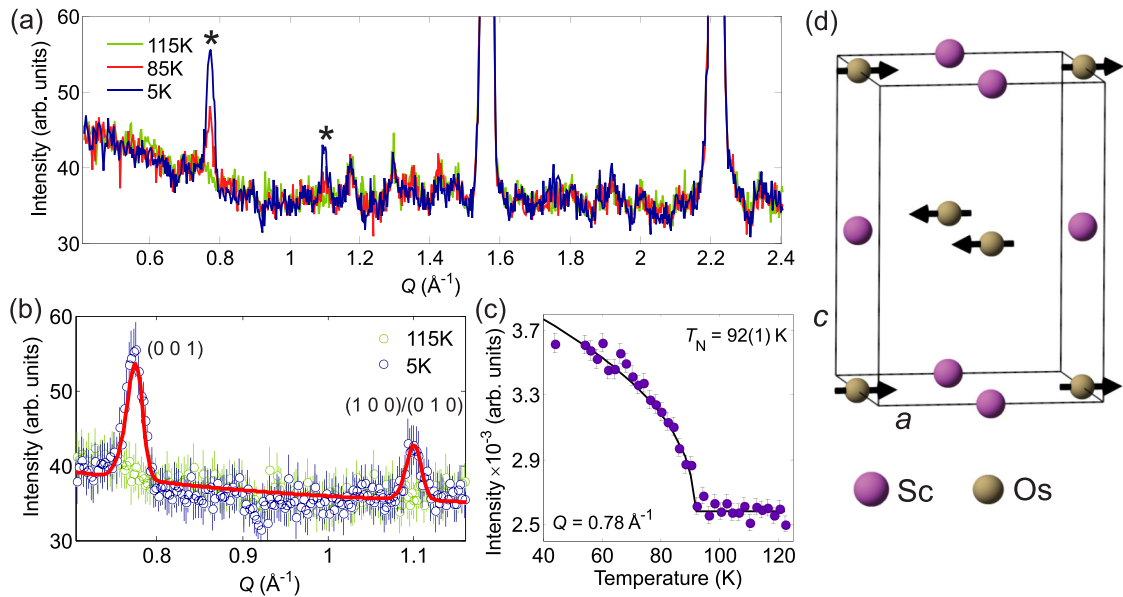 (a)
60
50
40
30
Intensity (arb. units)
115K
85K
5K
*
*
0.6
0.8
1
1.2
1.4
1.6
1.8
2
2.2
2.4
Q (Å⁻¹)
(b)
60
50
40
30
Intensity (arb. units)
(0 0 1)
115K
5K
(1 0 0)/(0 1 0)
0.8
0.9
1
1.1
Q (Å⁻¹)
(c)
3.7
3.3
2.9
2.5
Intensity ×10⁻³ (arb. units)
T_N = 92(1) K
Q = 0.78 Å⁻¹
40
60
80
100
120
Temperature (K)
(d)
c
a
Sc
Os